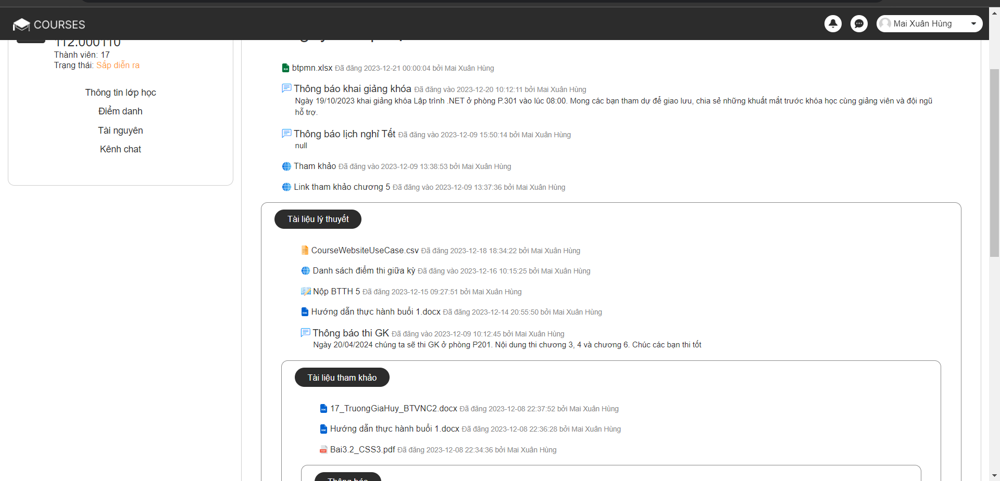 COURSES
Mai Xuân Hùng
112.000110
Thành viên: 17
Trạng thái: Sắp diễn ra
Thông tin lớp học
Điểm danh
Tài nguyên
Kênh chat
btpmn.xlsx Đã đăng 2023-12-21 00:00:04 bởi Mai Xuân Hùng
Thông báo khai giảng khóa Đã đăng vào 2023-12-20 10:12:11 bởi Mai Xuân Hùng
Ngày 19/10/2023 khai giảng khóa Lập trình .NET ở phòng P.301 vào lúc 08:00. Mong các bạn tham dự để giao lưu, chia sẻ những khuất mắt trước khóa học cùng giảng viên và đội ngũ
hỗ trợ.
Thông báo lịch nghỉ Tết Đã đăng vào 2023-12-09 15:50:14 bởi Mai Xuân Hùng
null
Tham khảo Đã đăng vào 2023-12-09 13:38:53 bởi Mai Xuân Hùng
Link tham khảo chương 5 Đã đăng vào 2023-12-09 13:37:36 bởi Mai Xuân Hùng
Tài liệu lý thuyết
CourseWebsiteUseCase.csv Đã đăng 2023-12-18 18:34:22 bởi Mai Xuân Hùng
Danh sách điểm thi giữa kỳ Đã đăng vào 2023-12-16 10:15:25 bởi Mai Xuân Hùng
Nộp BTTH 5 Đã đăng 2023-12-15 09:27:51 bởi Mai Xuân Hùng
Hướng dẫn thực hành buổi 1.docx Đã đăng 2023-12-14 20:55:50 bởi Mai Xuân Hùng
Thông báo thi GK Đã đăng vào 2023-12-09 10:12:45 bởi Mai Xuân Hùng
Ngày 20/04/2024 chúng ta sẽ thi GK ở phòng P201. Nội dung thi chương 3, 4 và chương 6. Chúc các bạn thi tốt
Tài liệu tham khảo
17_TruongGiaHuy_BTVNC2.docx Đã đăng 2023-12-08 22:37:52 bởi Mai Xuân Hùng
Hướng dẫn thực hành buổi 1.docx Đã đăng 2023-12-08 22:36:28 bởi Mai Xuân Hùng
Bai3.2_CSS3.pdf Đã đăng 2023-12-08 22:34:36 bởi Mai Xuân Hùng
Thông báo